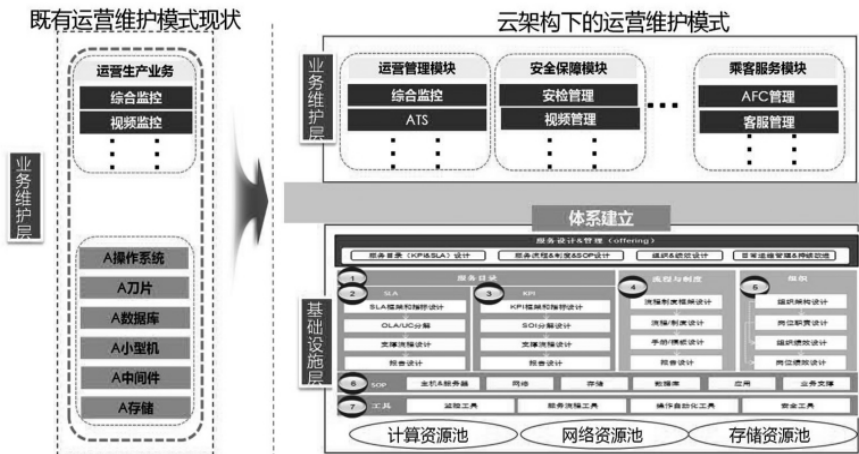 既有运营维护模式现状
云架构下的运营维护模式
业务维护层
运营生产业务
综合监控
视频监控
A操作系统
A刀片
A数据库
A小型机
A中间件
A存储
业务维护层
运营管理模块
综合监控
ATS
安全保障模块
安检管理
视频管理
乘客服务模块
AFC管理
客服管理
体系建立
基础设施层
服务设计&管理（offering）
服务目录（KPI&SLA）设计
服务流程&制度&SOP设计
组织&绩效设计
日常运维管理&持续改进
1 服务目录
2 SLA
SLA框架和指标设计
OLA/UC分解
支撑流程设计
报告设计
3 KPI
KPI框架和指标设计
SOI分解设计
支撑流程设计
报告设计
4 流程与制度
流程制度框架设计
流程/制度设计
手册/模板设计
报告设计
5 组织
组织架构设计
岗位职责设计
组织绩效设计
岗位绩效设计
6 SOP
主机&服务器
网络
存储
数据库
应用
业务支撑
7 工具
监控工具
服务流程工具
操作自动化工具
安全工具
计算资源池
网络资源池
存储资源池